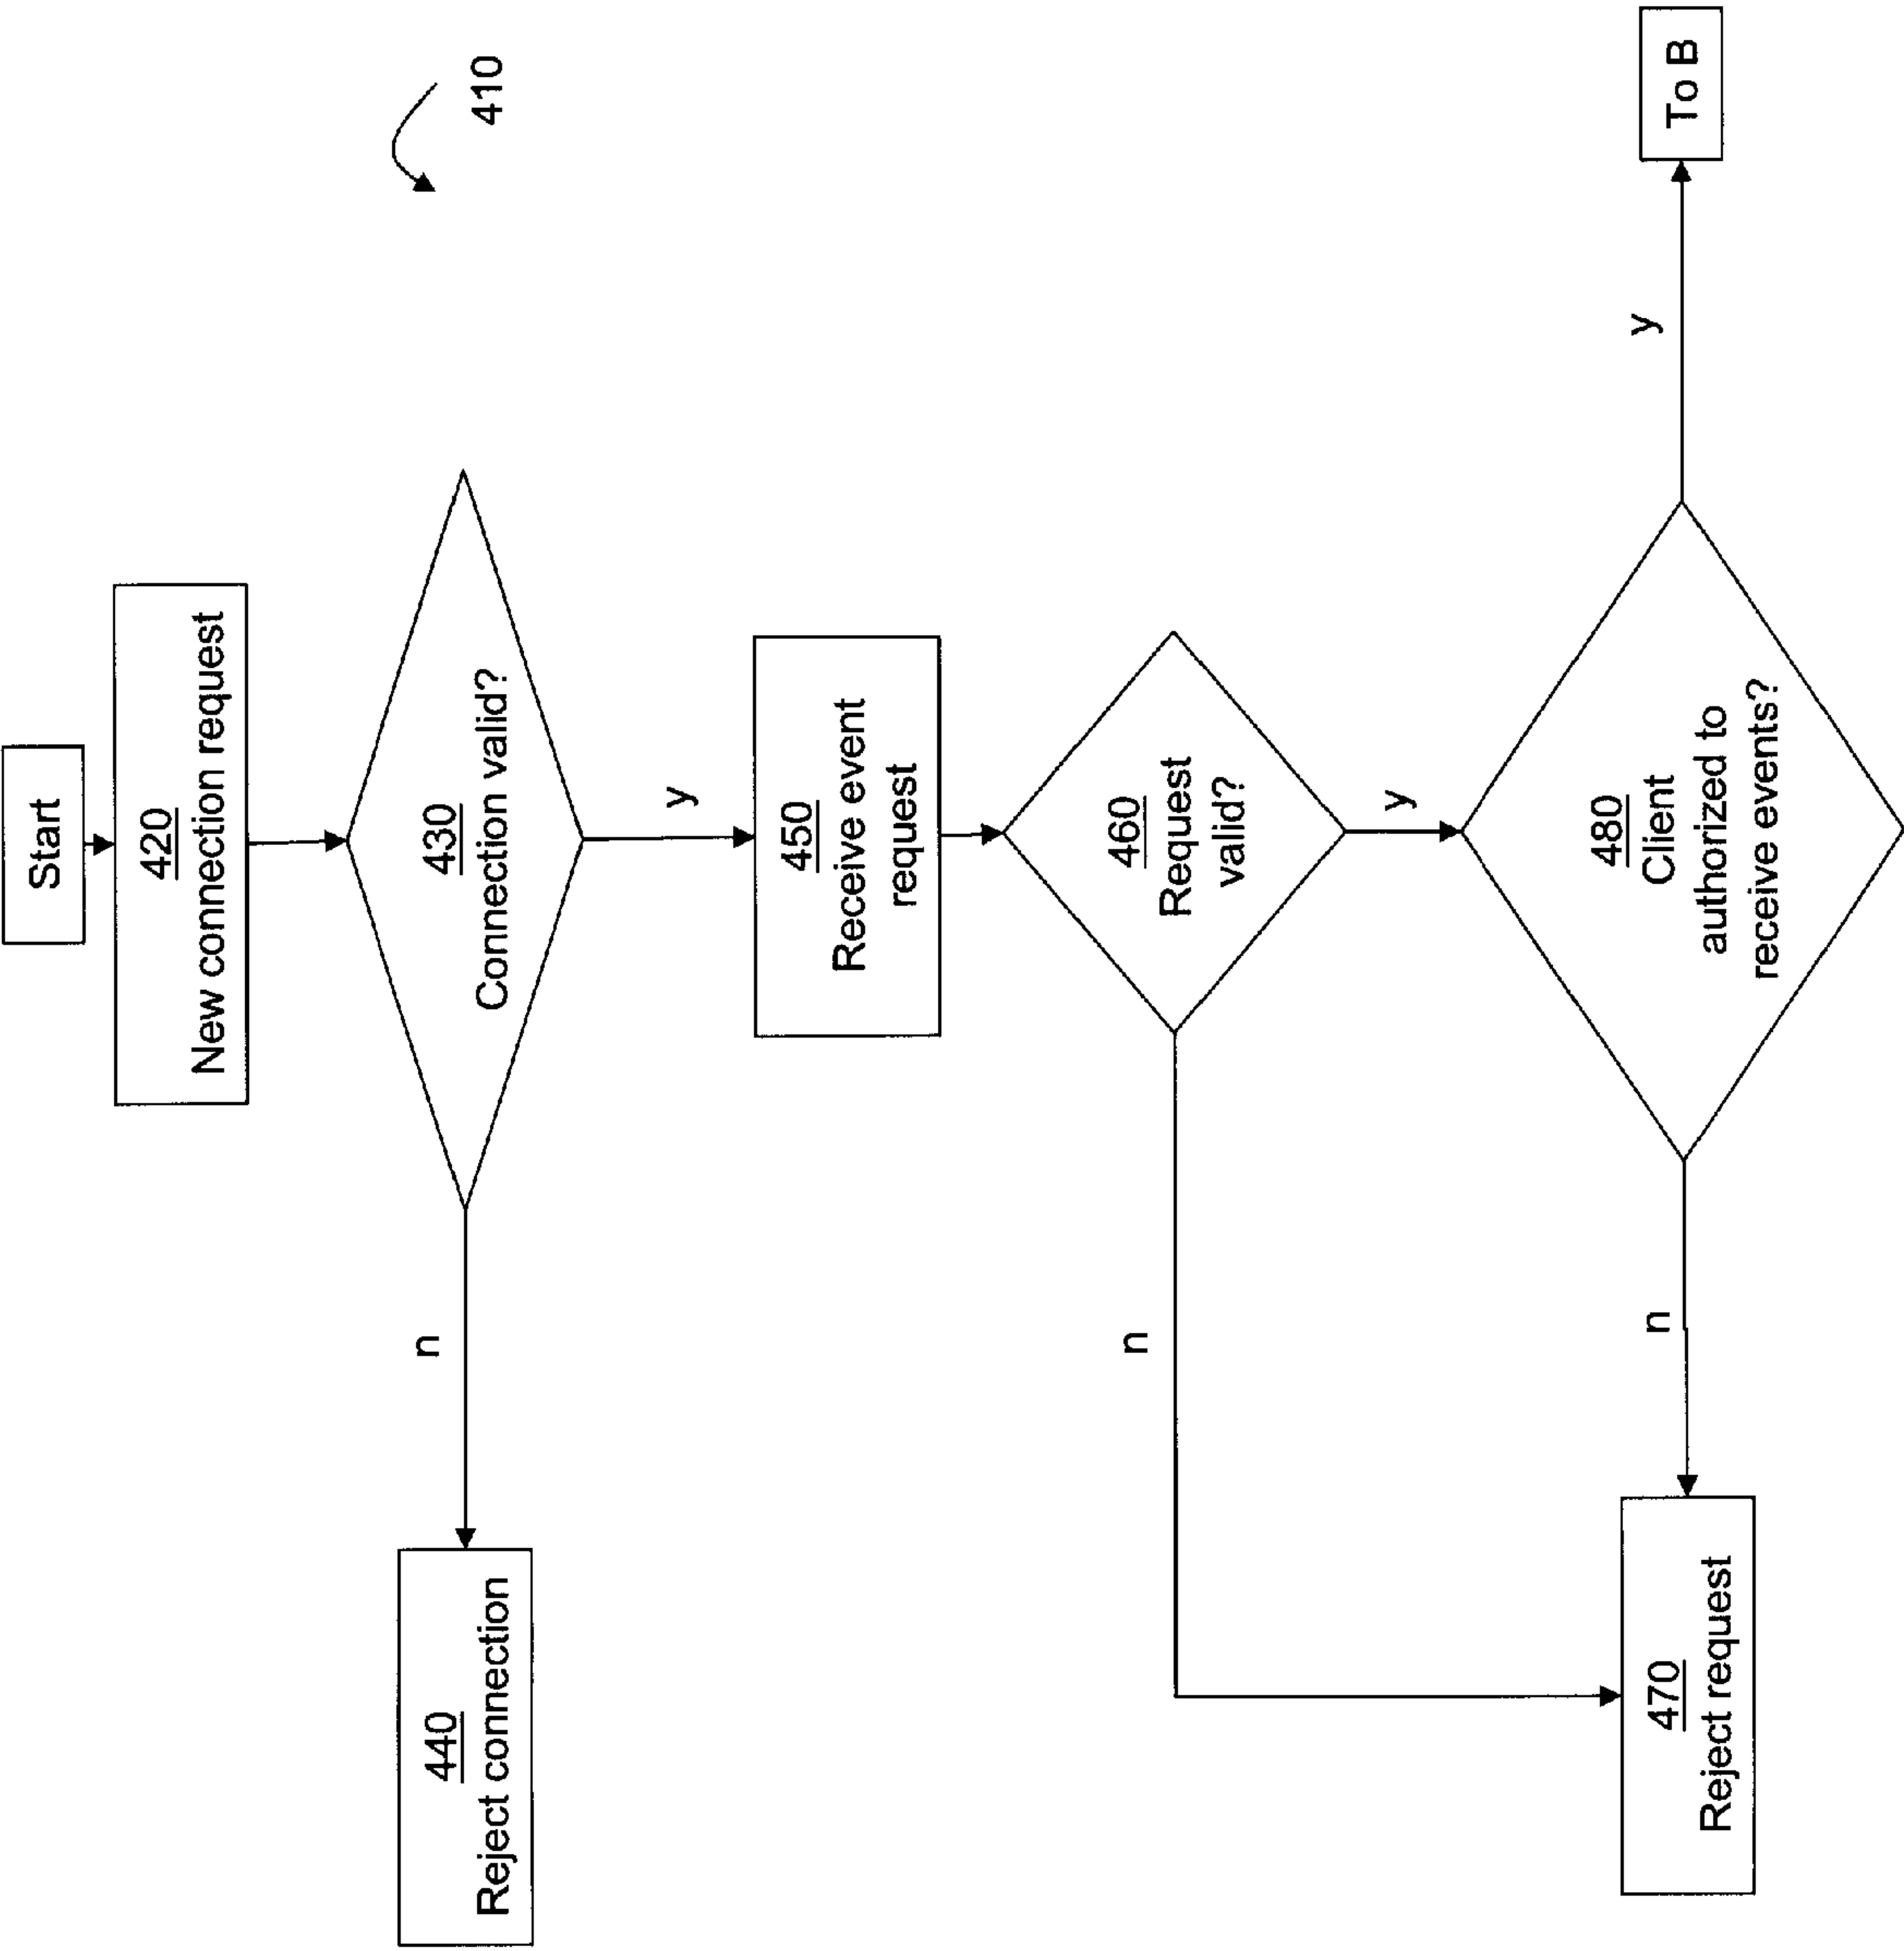 Start
420
New connection request
410
430
Connection valid?
n
y
440
Reject connection
450
Receive event
request
460
Request
valid?
n
y
480
Client
authorized to
receive events?
n
y
470
Reject request
To B